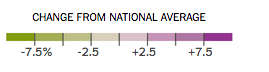 CHANGE FROM NATIONAL AVERAGE
-7.5% -2.5 +2.5 +7.5